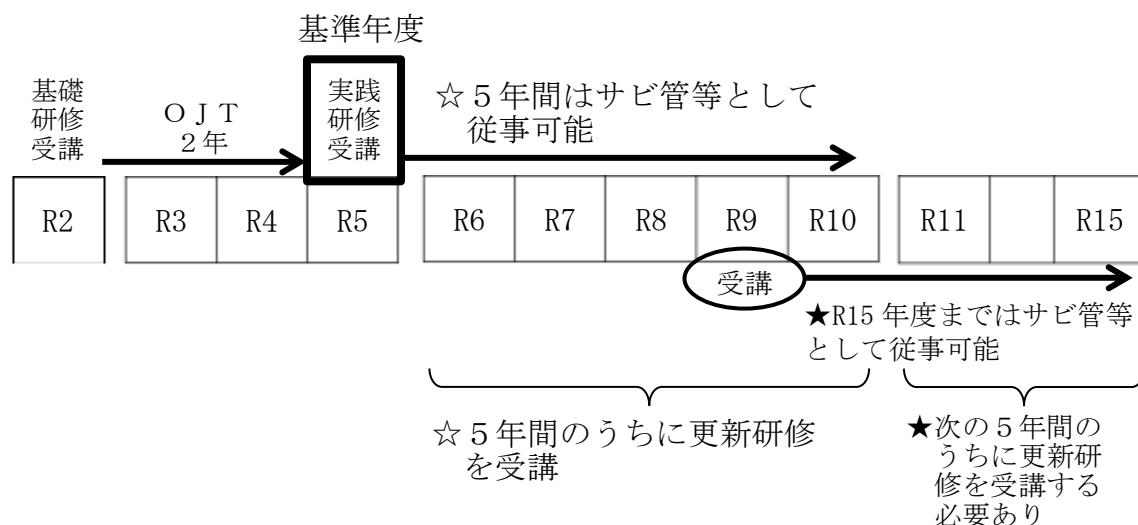 基準年度
基礎
研修
受講
ＯＪＴ
２年
実践
研修
受講
☆５年間はサビ管等として
従事可能
R2
R3
R4
R5
R6
R7
R8
R9
R10
R11
R15
受講
★R15 年度まではサビ管等
として従事可能
☆５年間のうちに更新研修
を受講
★次の５年間の
うちに更新研
修を受講する
必要あり